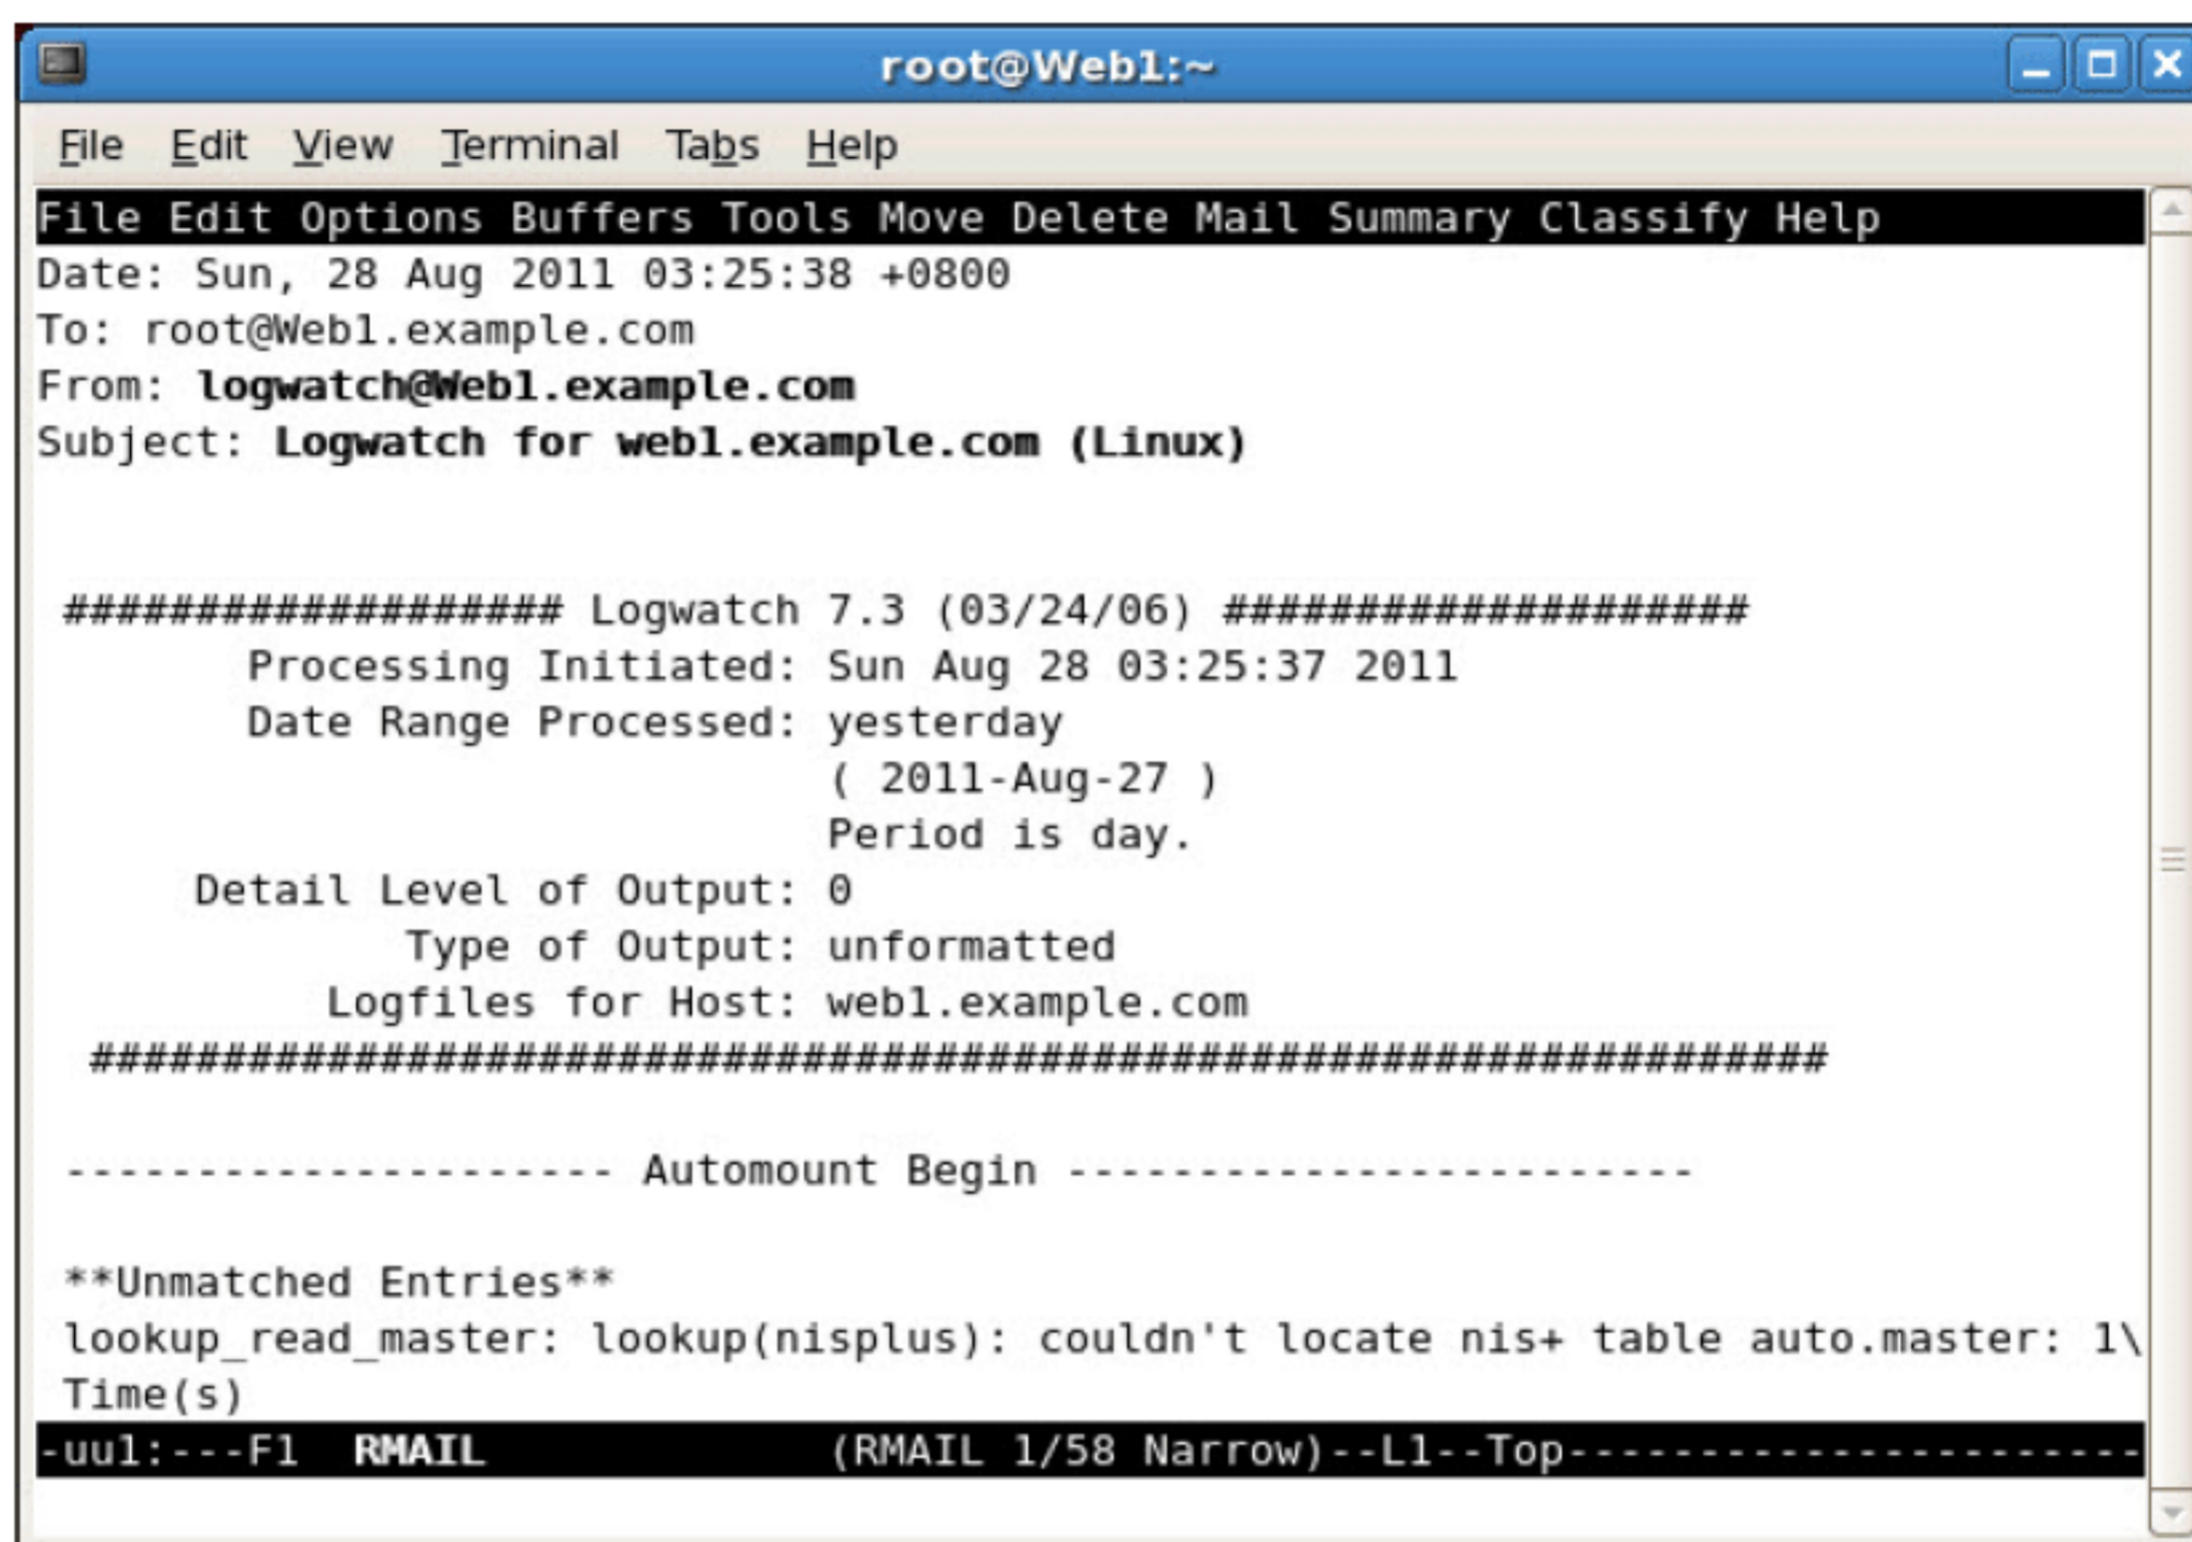 root@Web1:~
File Edit View Terminal Tabs Help
File Edit Options Buffers Tools Move Delete Mail Summary Classify Help
Date: Sun, 28 Aug 2011 03:25:38 +0800
To: root@Web1.example.com
From: logwatch@Web1.example.com
Subject: Logwatch for web1.example.com (Linux)
################### Logwatch 7.3 (03/24/06) ####################
Processing Initiated: Sun Aug 28 03:25:37 2011
Date Range Processed: yesterday
( 2011-Aug-27 )
Period is day.
Detail Level of Output: 0
Type of Output: unformatted
Logfiles for Host: web1.example.com
##################################################################
--------------------- Automount Begin ------------------------
**Unmatched Entries**
lookup_read_master: lookup(nisplus): couldn't locate nis+ table auto.master: 1\
Time(s)
-uu1:---F1  RMAIL             (RMAIL 1/58 Narrow)--L1--Top----------------------